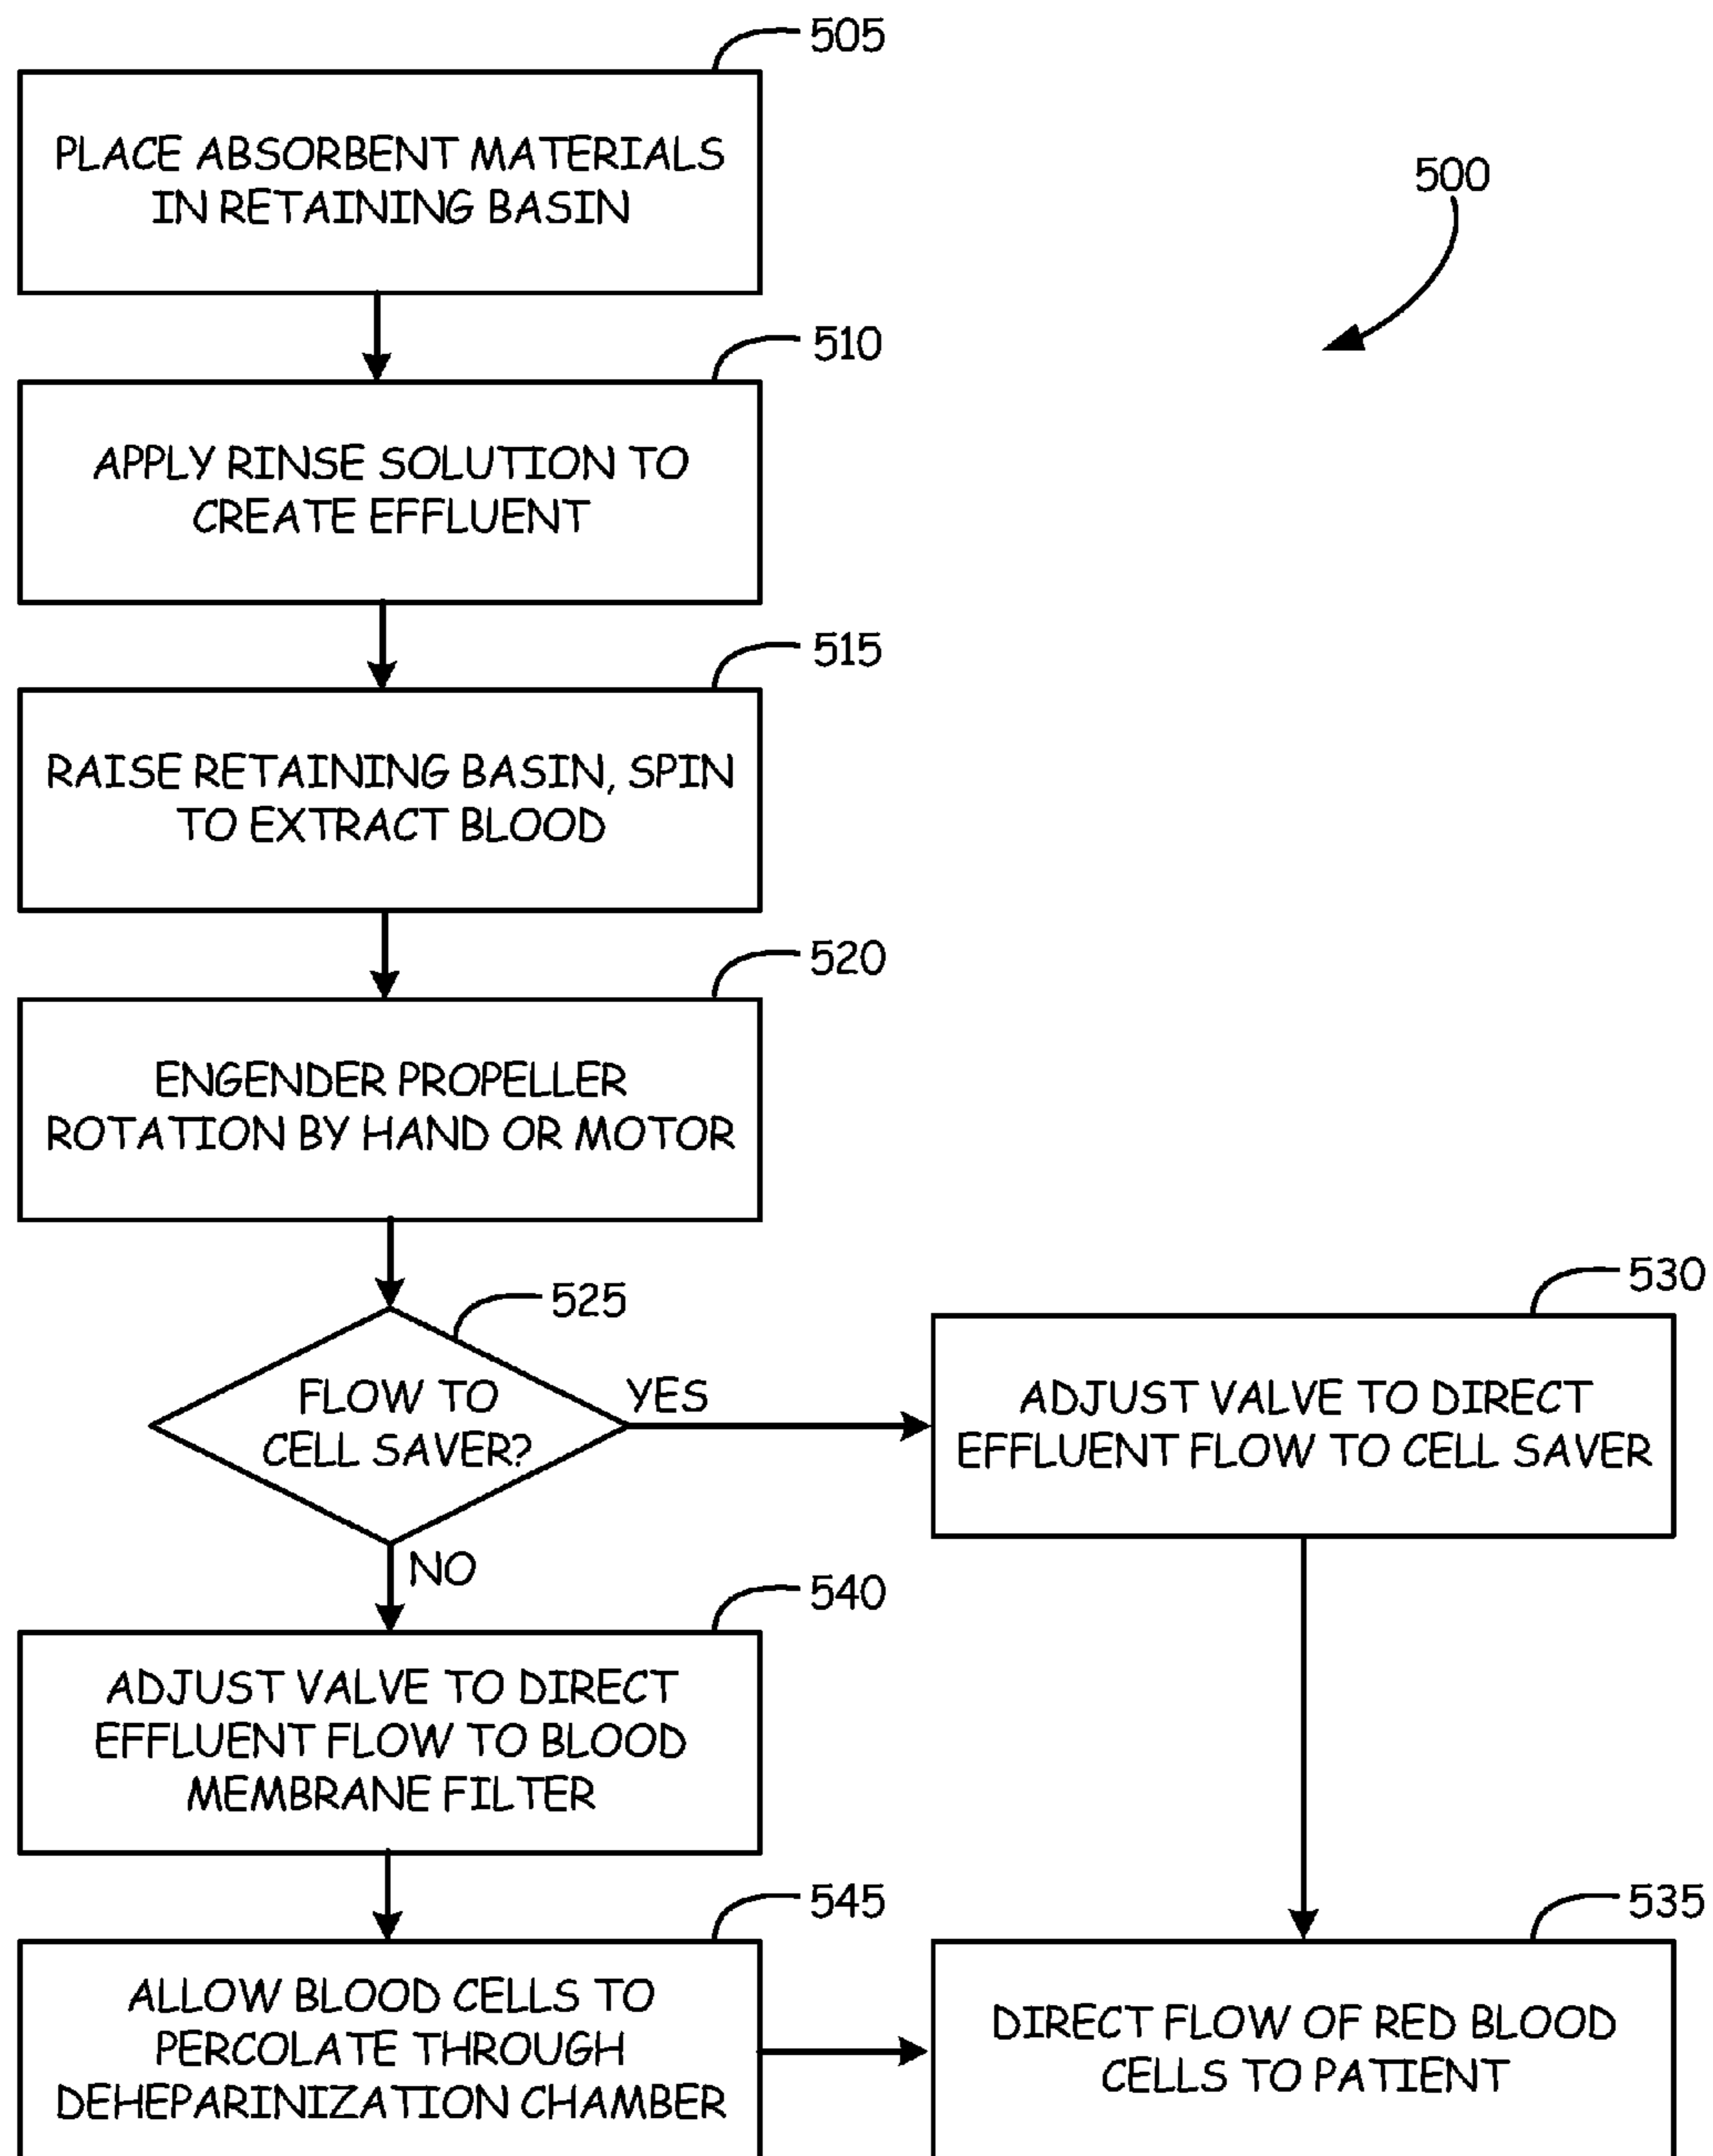 505
PLACE ABSORBENT MATERIALS
IN RETAINING BASIN
500
510
APPLY RINSE SOLUTION TO
CREATE EFFLUENT
515
RAISE RETAINING BASIN, SPIN
TO EXTRACT BLOOD
520
ENGENDER PROPELLER
ROTATION BY HAND OR MOTOR
525
FLOW TO
CELL SAVER?
YES
530
ADJUST VALVE TO DIRECT
EFFLUENT FLOW TO CELL SAVER
NO
540
ADJUST VALVE TO DIRECT
EFFLUENT FLOW TO BLOOD
MEMBRANE FILTER
545
ALLOW BLOOD CELLS TO
PERCOLATE THROUGH
DEHEPARINIZATION CHAMBER
535
DIRECT FLOW OF RED BLOOD
CELLS TO PATIENT